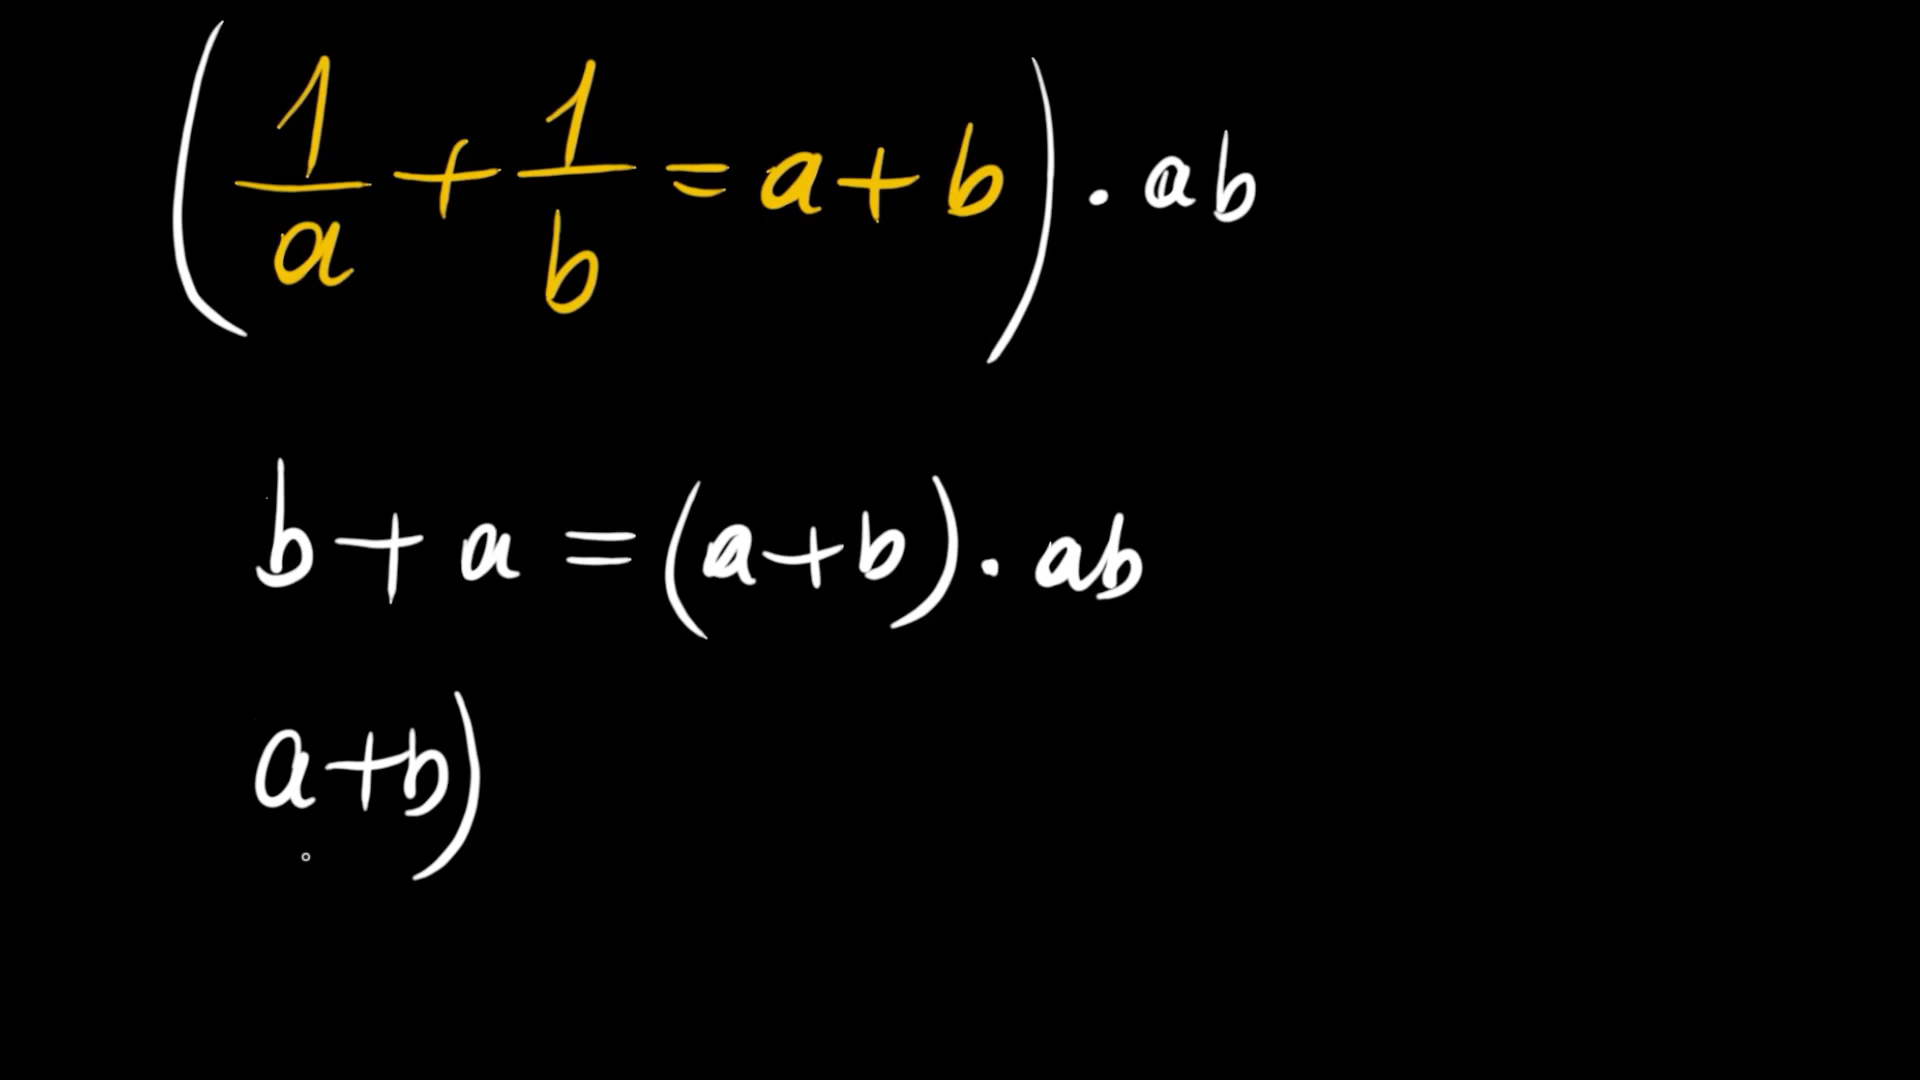 (1/a + 1/b = a + b) · ab
b + a = (a + b) · ab
a + b)